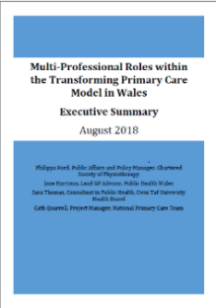 Multi-Professional Roles within
the Transforming Primary Care
Model in Wales
Executive Summary
August 2018
Philippa Ford, Public Affairs and Policy Manager, Chartered
Society of Physiotherapy
Jane Harrison, Lead GP Advisor, Public Health Wales
Sara Thomas, Consultant in Public Health, Cwm Taf University
Health Board
Cath Quarrell, Project Manager, National Primary Care Team